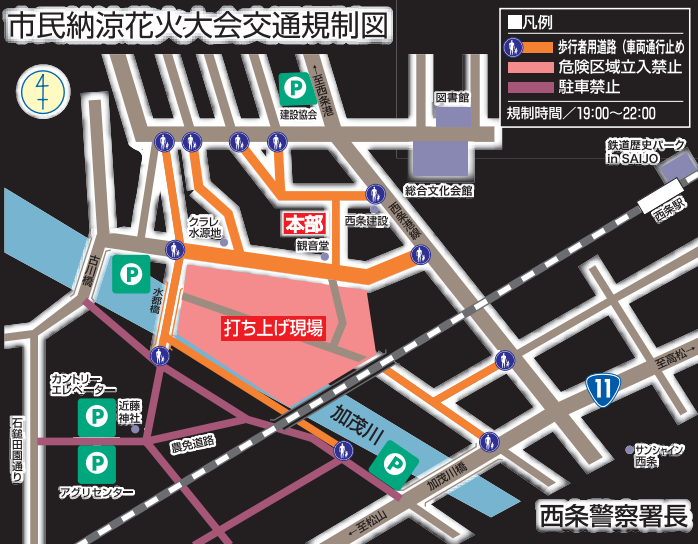 市民納涼花火大会交通規制図
凡例
歩行者用道路（車両通行止め
危険区域立入禁止
駐車禁止
規制時間／19:00～22:00
←至西条港
P
建設協会
図書館
総合文化会館
鉄道歴史パーク
in SAIJO
西条駅
クラレ
水源地
本部
観音堂
西条建設
西条港線
古川橋
P
水都橋
打ち上げ現場
カントリー
エレベーター
P
近藤
神社
P
アグリセンター
石鎚田園通り
農免道路
加茂川
P
加茂川橋
←至松山
至高松→
11
サンシャイン
西条
西条警察署長